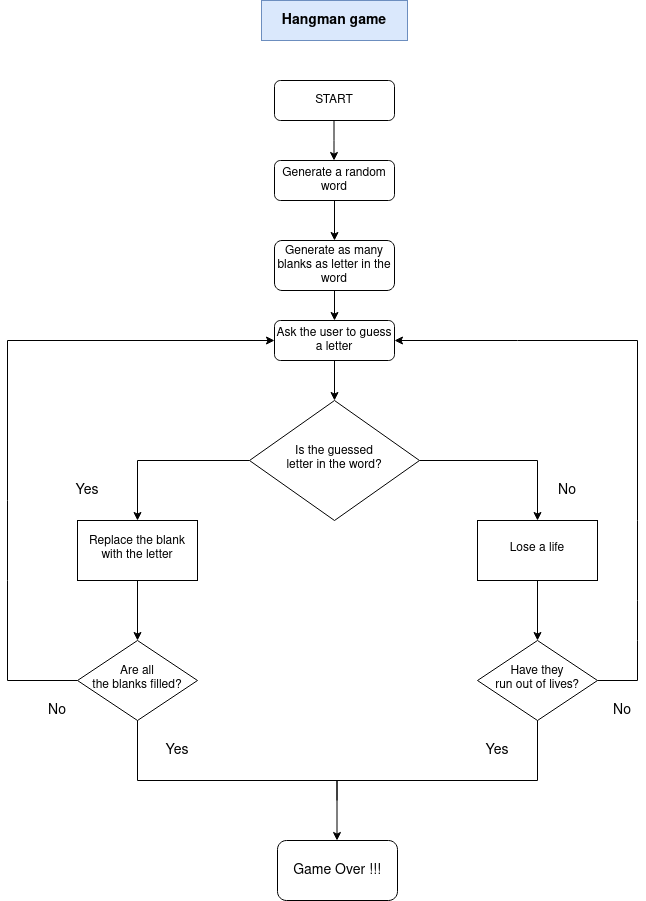 Hangman game
START
Generate a random
word
Generate as many
blanks as letter in the
word
Ask the user to guess
a letter
Is the guessed
letter in the word?
Yes
No
Replace the blank
with the letter
Lose a life
Are all
the blanks filled?
Have they
run out of lives?
No
No
Yes
Yes
Game Over !!!